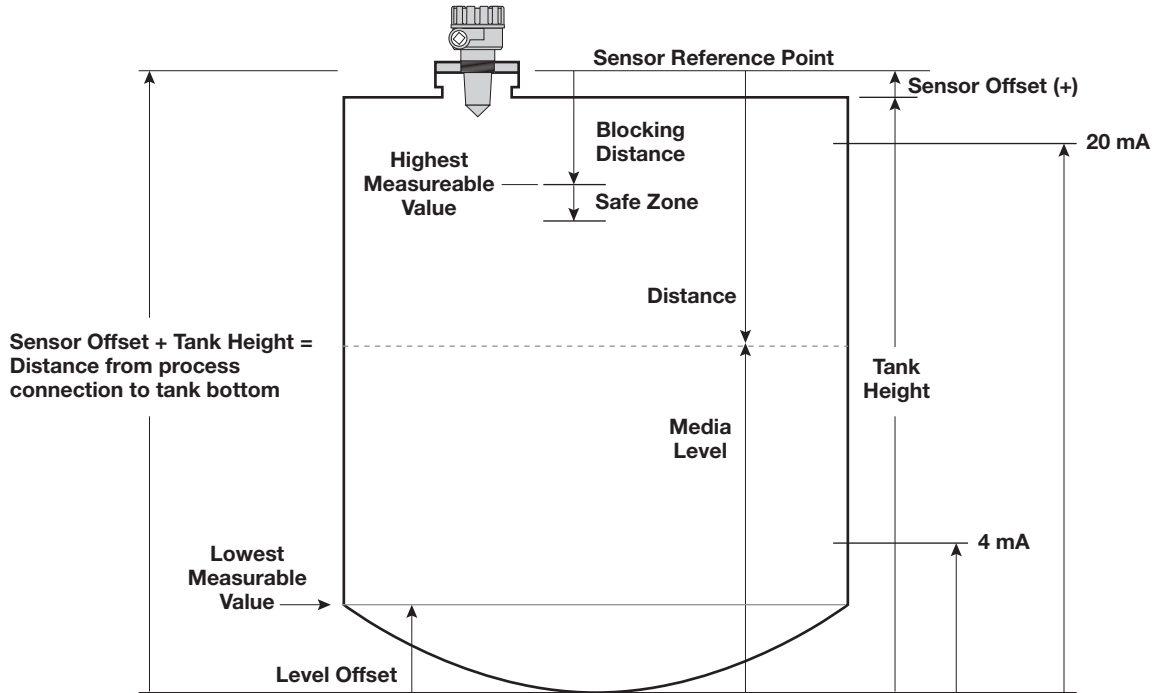 Sensor Reference Point
Sensor Offset (+)
Blocking
Distance
20 mA
Highest
Measureable
Value
Safe Zone
Distance
Sensor Offset + Tank Height =
Distance from process
connection to tank bottom
Tank
Height
Media
Level
4 mA
Lowest
Measurable
Value
Level Offset